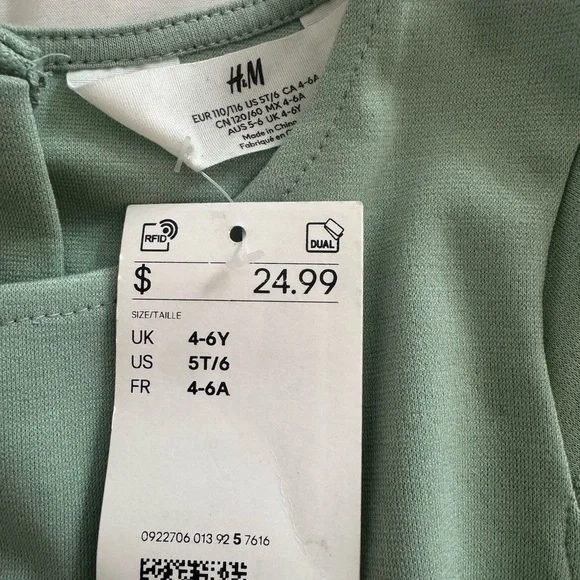 H&M
EUR 110/116 US 5T/6 CA 4-6A
CN 120/60 MX 4-6A
AUS 5-6 UK 4-6Y
Made in China
Fabriqué en
RFID
DUAL
$ 24.99
SIZE/TAILLE
UK 4-6Y
US 5T/6
FR 4-6A
0922706 013 92 5 7616